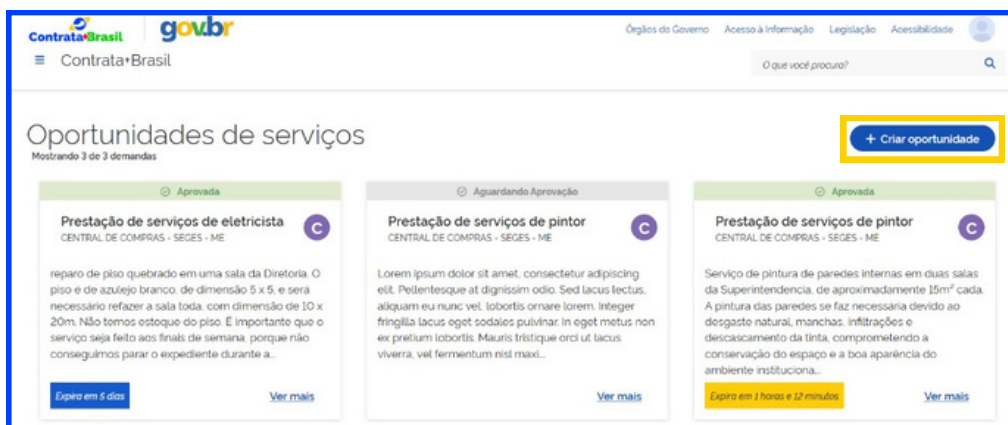 Contrata+Brasil
gov.br
Órgãos do Governo Acesso à Informação Legislação Acessibilidade
Contrata+Brasil
O que você procura?
Oportunidades de serviços
Mostrando 3 de 3 demandas
+ Criar oportunidade
Aprovada
Prestação de serviços de eletricista
CENTRAL DE COMPRAS - SEGES - ME
C
reparo de piso quebrado em uma sala da Diretoria. O
piso é de azulejo branco, de dimensão 5 x 5, e será
necessário refazer a sala toda, com dimensão de 10 x
20m. Não temos estoque do piso. É importante que o
serviço seja feito aos finais de semana, porque não
conseguimos parar o expediente durante a...
Expira em 5 dias
Ver mais
Aguardando Aprovação
Prestação de serviços de pintor
CENTRAL DE COMPRAS - SEGES - ME
C
Lorem ipsum dolor sit amet, consectetur adipiscing
elit. Pellentesque at dignissim odio. Sed lacus lectus,
aliquam eu nunc vel, lobortis ornare lorem. Integer
fringilla lacus eget sodales pulvinar. In eget metus non
ex pretium lobortis. Mauris tristique orci ut lacus
viverra, vel fermentum nisl maxi...
Ver mais
Aprovada
Prestação de serviços de pintor
CENTRAL DE COMPRAS - SEGES - ME
C
Serviço de pintura de paredes internas em duas salas
da Superintendencia, de aproximadamente 15m² cada.
A pintura das paredes se faz necessária devido ao
desgaste natural, manchas, infiltrações e
descascamento da tinta, comprometendo a
conservação do espaço e a boa aparência do
ambiente instituciona...
Expira em 1 horas e 12 minutos
Ver mais